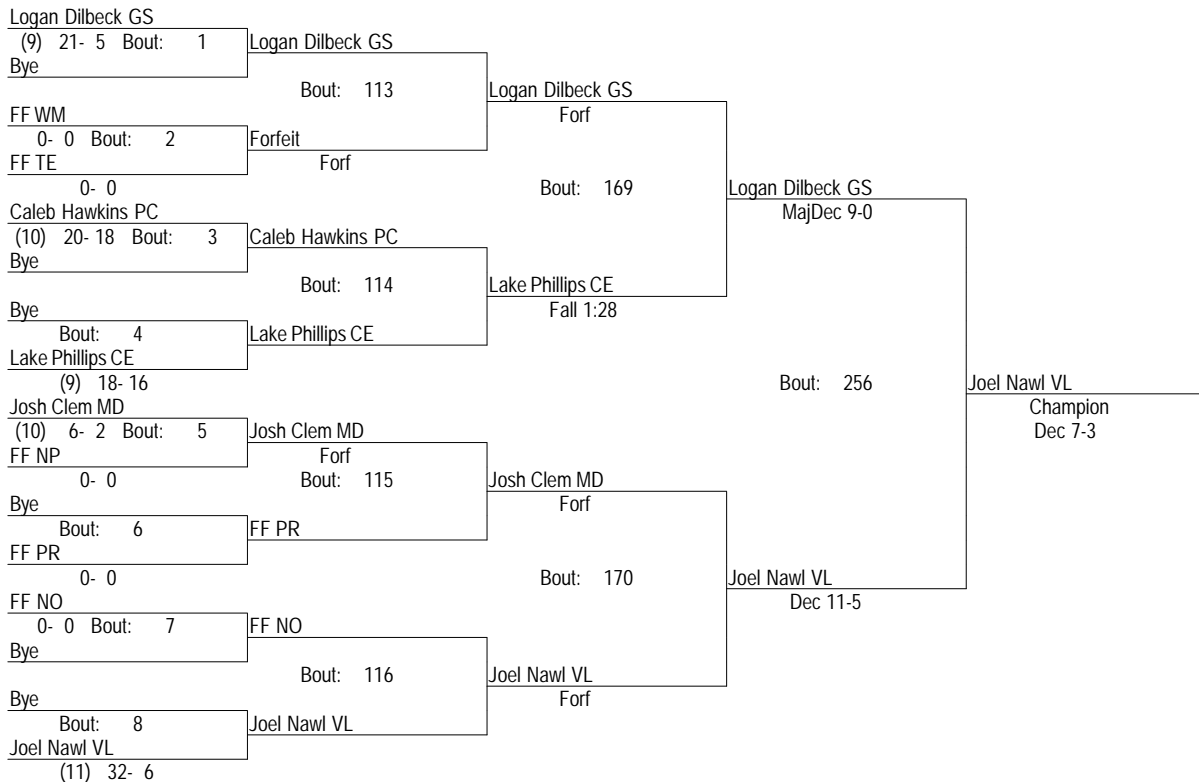 Logan Dilbeck GS
(9) 21- 5 Bout: 1 Logan Dilbeck GS
Bye
Bout: 113 Logan Dilbeck GS
FF WM Forf
0- 0 Bout: 2 Forfeit
FF TE Forf
0- 0 Bout: 169 Logan Dilbeck GS
Caleb Hawkins PC MajDec 9-0
(10) 20- 18 Bout: 3 Caleb Hawkins PC
Bye
Bout: 114 Lake Phillips CE
Bye Fall 1:28
Bout: 4 Lake Phillips CE
Lake Phillips CE
(9) 18- 16 Bout: 256 Joel Nawl VL
Josh Clem MD Champion
(10) 6- 2 Bout: 5 Josh Clem MD Dec 7-3
FF NP Forf
0- 0 Bout: 115 Josh Clem MD
Bye Forf
Bout: 6 FF PR
FF PR
0- 0 Bout: 170 Joel Nawl VL
FF NO Dec 11-5
0- 0 Bout: 7 FF NO
Bye
Bout: 116 Joel Nawl VL
Bye Forf
Bout: 8 Joel Nawl VL
Joel Nawl VL
(11) 32- 6